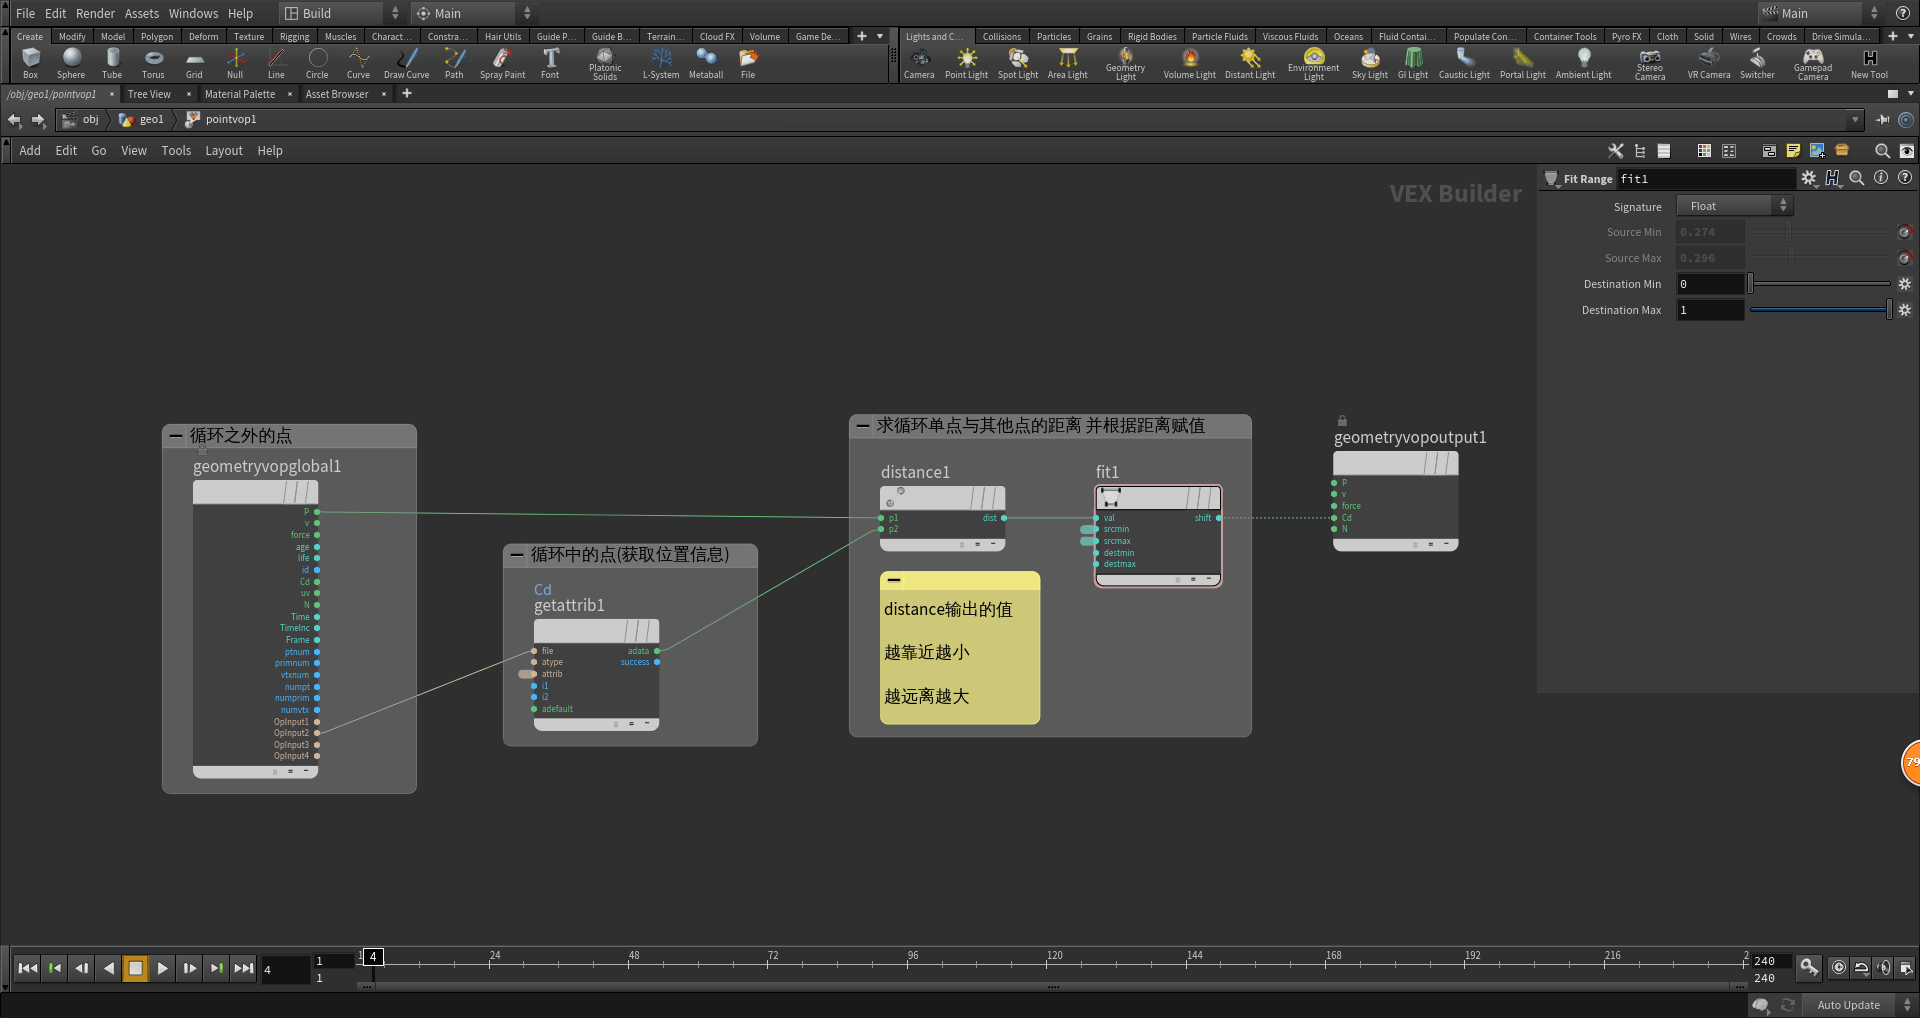 File Edit Render Assets Windows Help Build Main Main
Create Modify Model Polygon Deform Texture Rigging Muscles Charact... Constra... Hair Utils Guide P... Guide B... Terrain... Cloud FX Volume Game De... Lights and C... Collisions Particles Grains Rigid Bodies Particle Fluids Viscous Fluids Oceans Fluid Contai... Populate Con... Container Tools Pyro FX Cloth Solid Wires Crowds Drive Simula...
Box Sphere Tube Torus Grid Null Line Circle Curve Draw Curve Path Spray Paint Font Platonic Solids L-System Metaball File Camera Point Light Spot Light Area Light Geometry Light Volume Light Distant Light Environment Light Sky Light GI Light Caustic Light Portal Light Ambient Light Stereo Camera VR Camera Switcher Gamepad Camera New Tool
/obj/geo1/pointvop1 Tree View Material Palette Asset Browser
obj geo1 pointvop1
Add Edit Go View Tools Layout Help
VEX Builder
Fit Range fit1
Signature Float
Source Min 0.274
Source Max 0.296
Destination Min 0
Destination Max 1
循环之外的点
geometryvopglobal1
P
v
force
age
life
id
Cd
uv
N
Time
TimeInc
Frame
ptnum
primnum
vtxnum
numpt
numprim
numvtx
OpInput1
OpInput2
OpInput3
OpInput4
循环中的点(获取位置信息)
Cd
getattrib1
file adata
atype success
attrib
i1
i2
adefault
求循环单点与其他点的距离 并根据距离赋值
distance1
p1 dist
p2
fit1
val shift
srcmin
srcmax
destmin
destmax
distance输出的值
越靠近越小
越远离越大
geometryvopoutput1
P
v
force
Cd
N
79
4 1 1 4 24 48 72 96 120 144 168 192 216 2 240
1 240
Auto Update